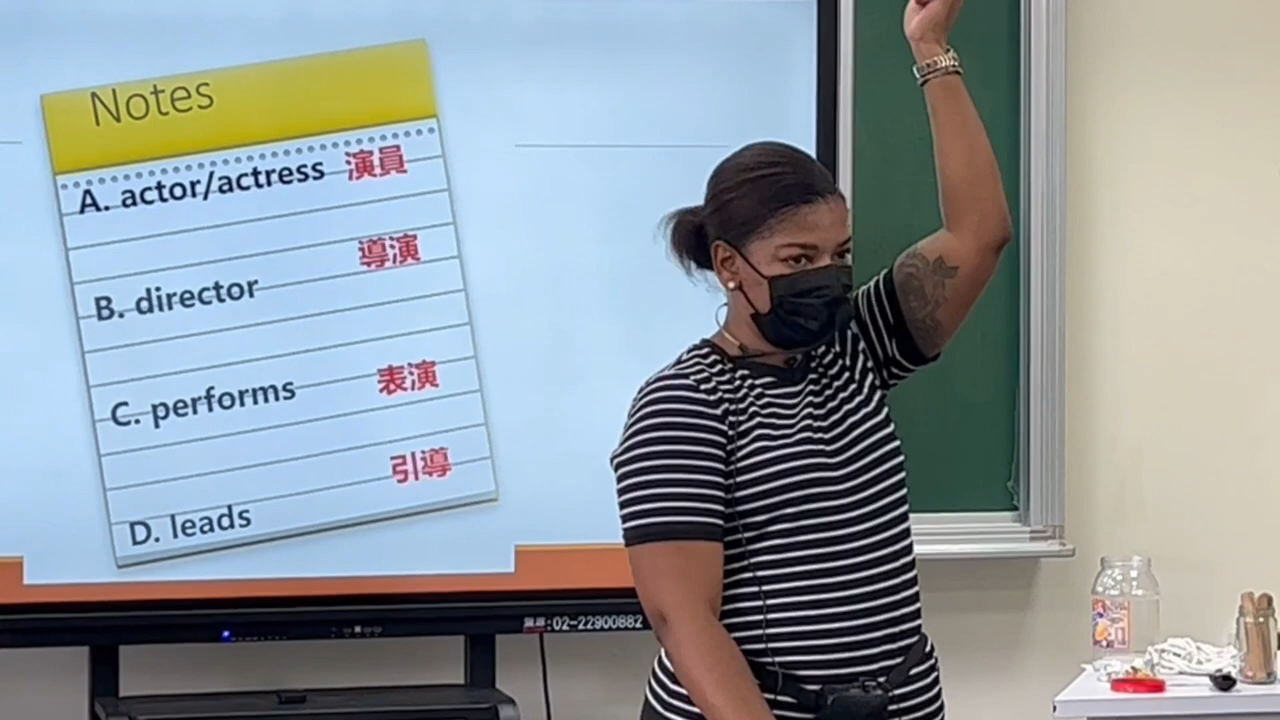 Notes
A. actor/actress 演員
導演
B. director
表演
C. performs
引導
D. leads
:02-22900882